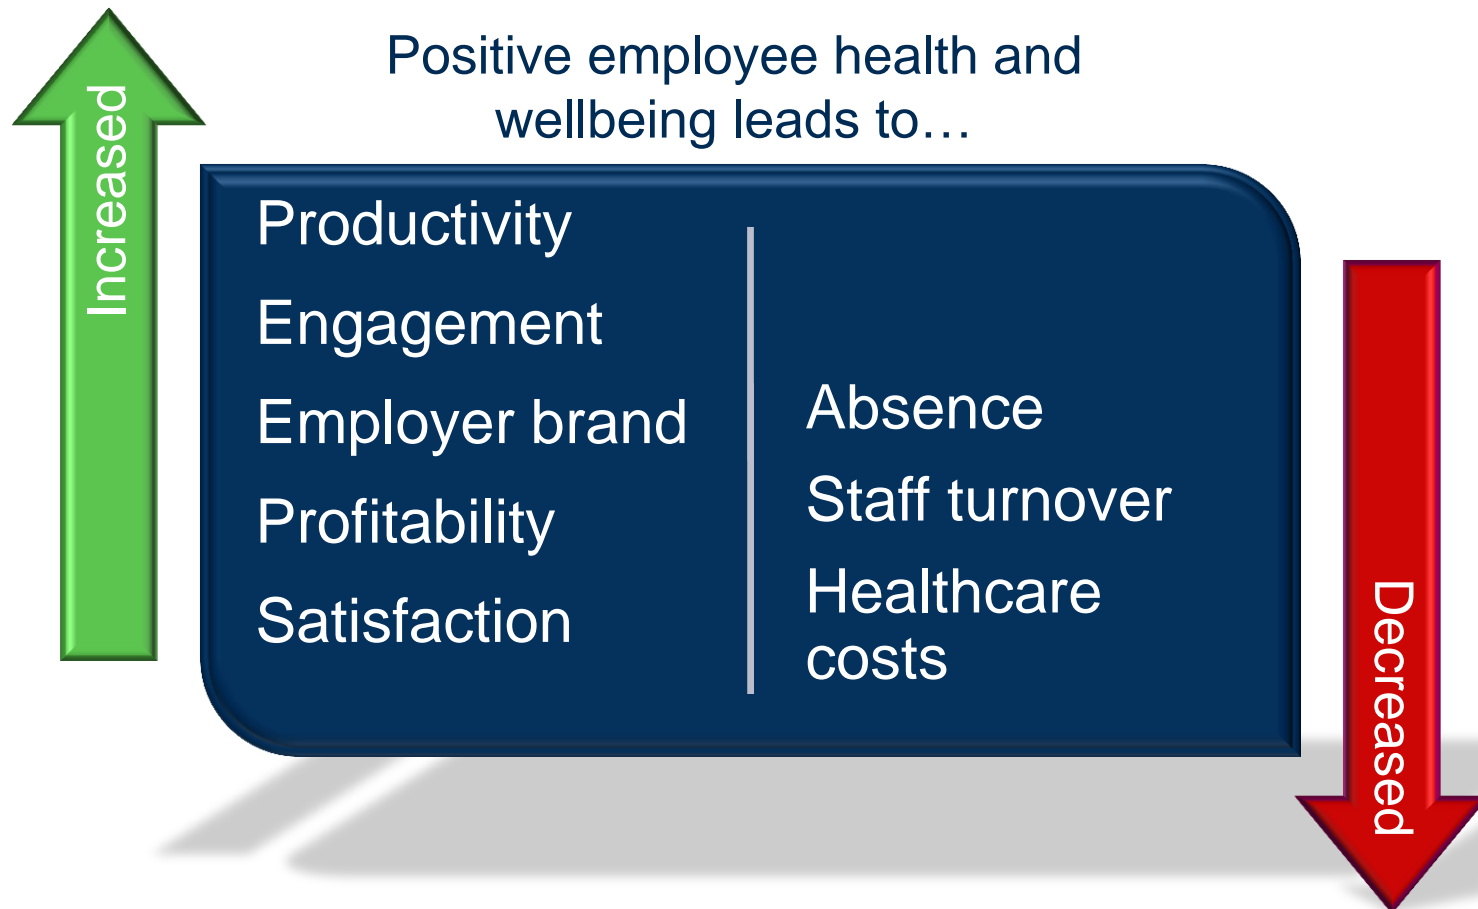 Positive employee health and
wellbeing leads to…
Increased
Productivity
Engagement
Employer brand
Profitability
Satisfaction
Absence
Staff turnover
Healthcare
costs
Decreased